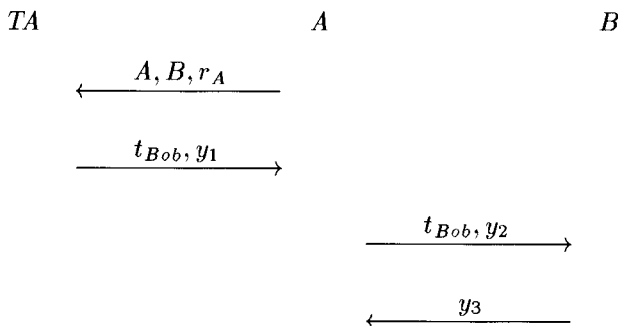 TA A B
A, B, r_A
t_Bob, y_1
t_Bob, y_2
y_3